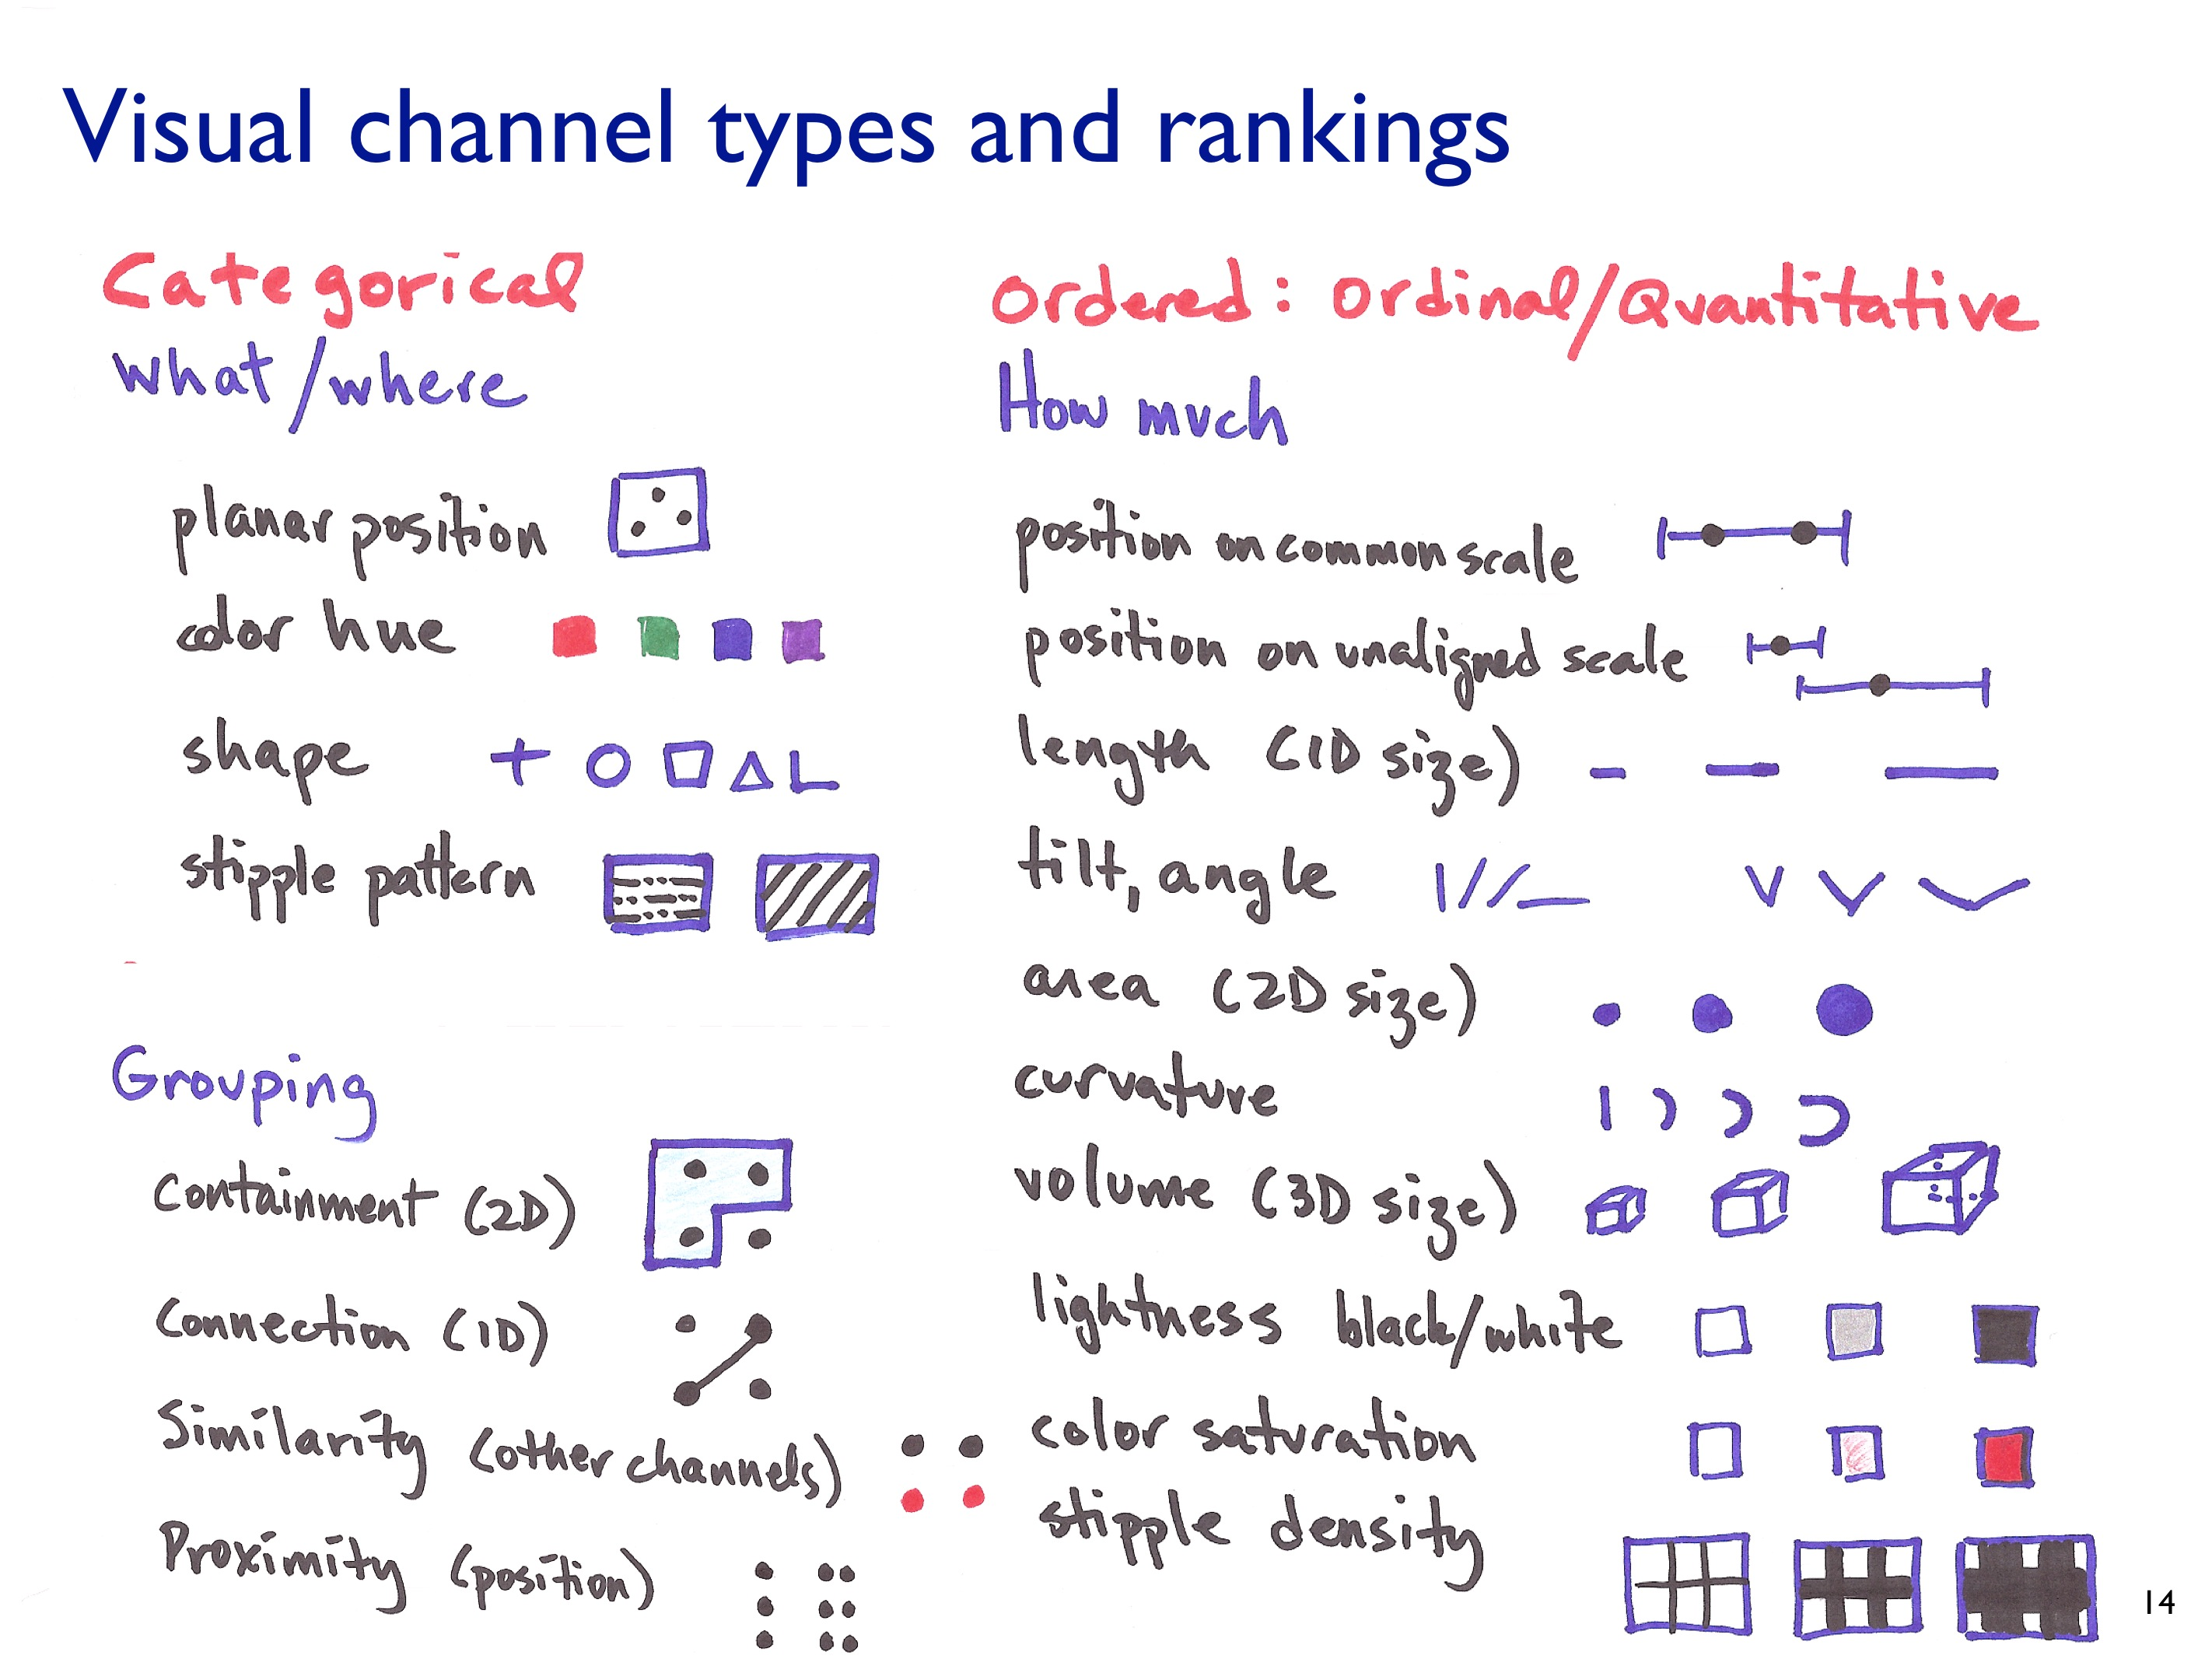 Visual channel types and rankings
Categorical
What/where
planar position
color hue
shape
stipple pattern
Grouping
Containment (2D)
Connection (1D)
Similarity (other channels)
Proximity (position)
Ordered: Ordinal/Quantitative
How much
position on common scale
position on unaligned scale
length (1D size)
tilt, angle
area (2D size)
curvature
volume (3D size)
lightness black/white
color saturation
stipple density
14